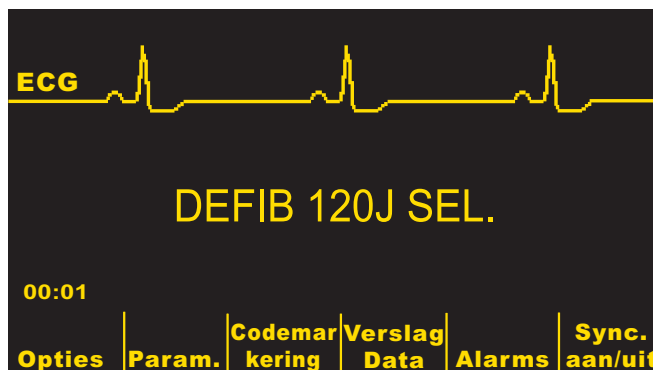 ECG
DEFIB 120J SEL.
00:01
Opties
Param.
Codemar
kering
Verslag
Data
Alarms
Sync.
aan/uit